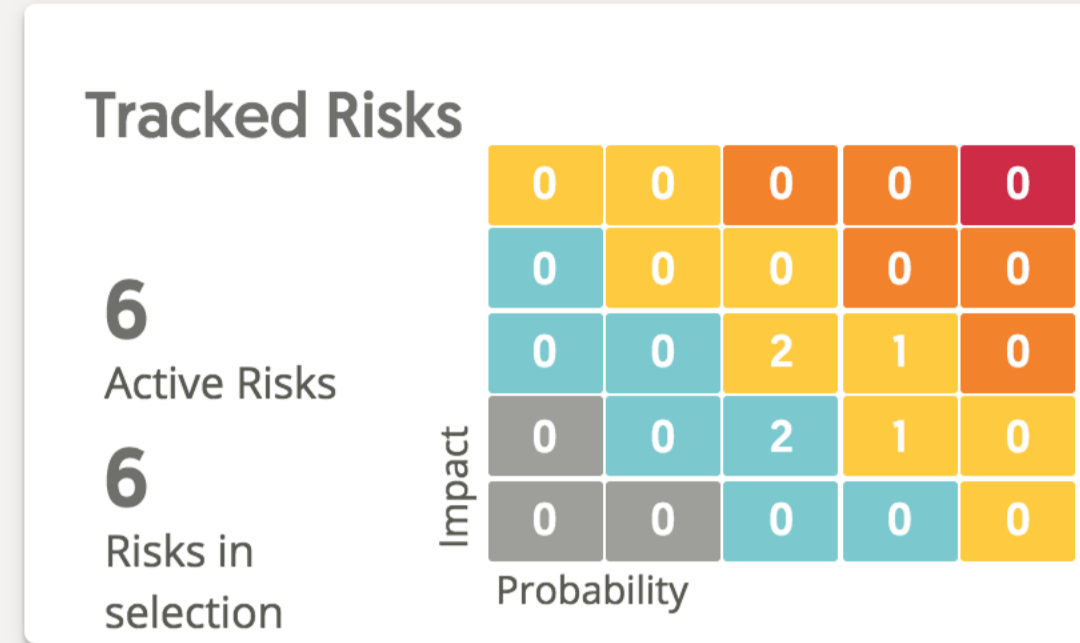 Tracked Risks
6
Active Risks
6
Risks in
selection
Impact
0 0 0 0 0
0 0 0 0 0
0 0 2 1 0
0 0 2 1 0
0 0 0 0 0
Probability